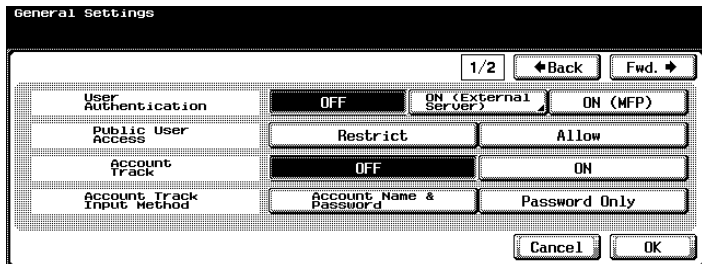 General Settings
1/2 ←Back Fwd. →
User
Authentication
OFF
ON (External
Server)
ON (MFP)
Public User
Access
Restrict
Allow
Account
Track
OFF
ON
Account Track
Input Method
Account Name &
Password
Password Only
Cancel OK